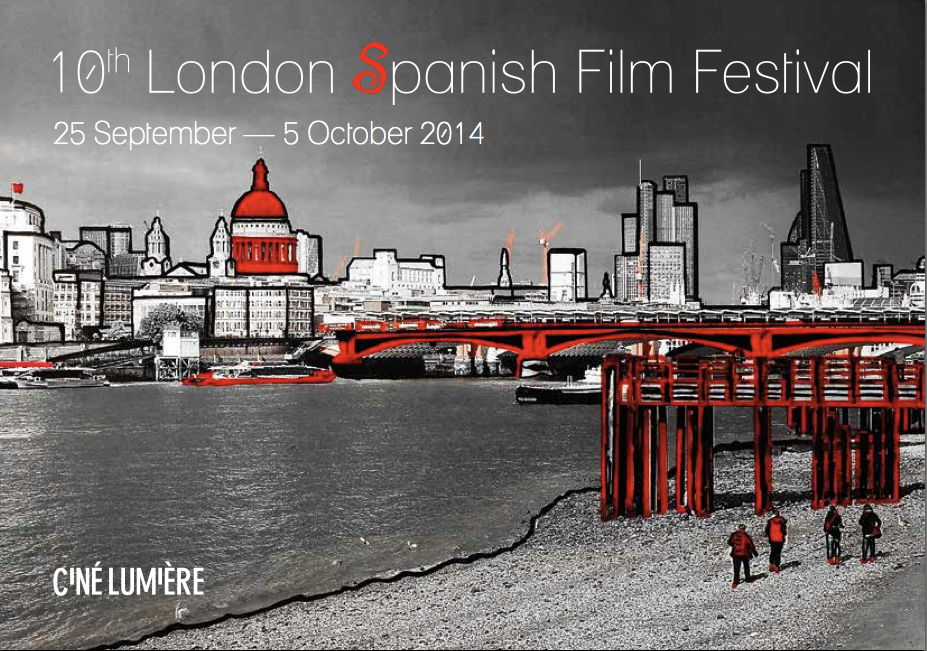 10th London Spanish Film Festival
25 September — 5 October 2014
CINÉ LUMIÈRE